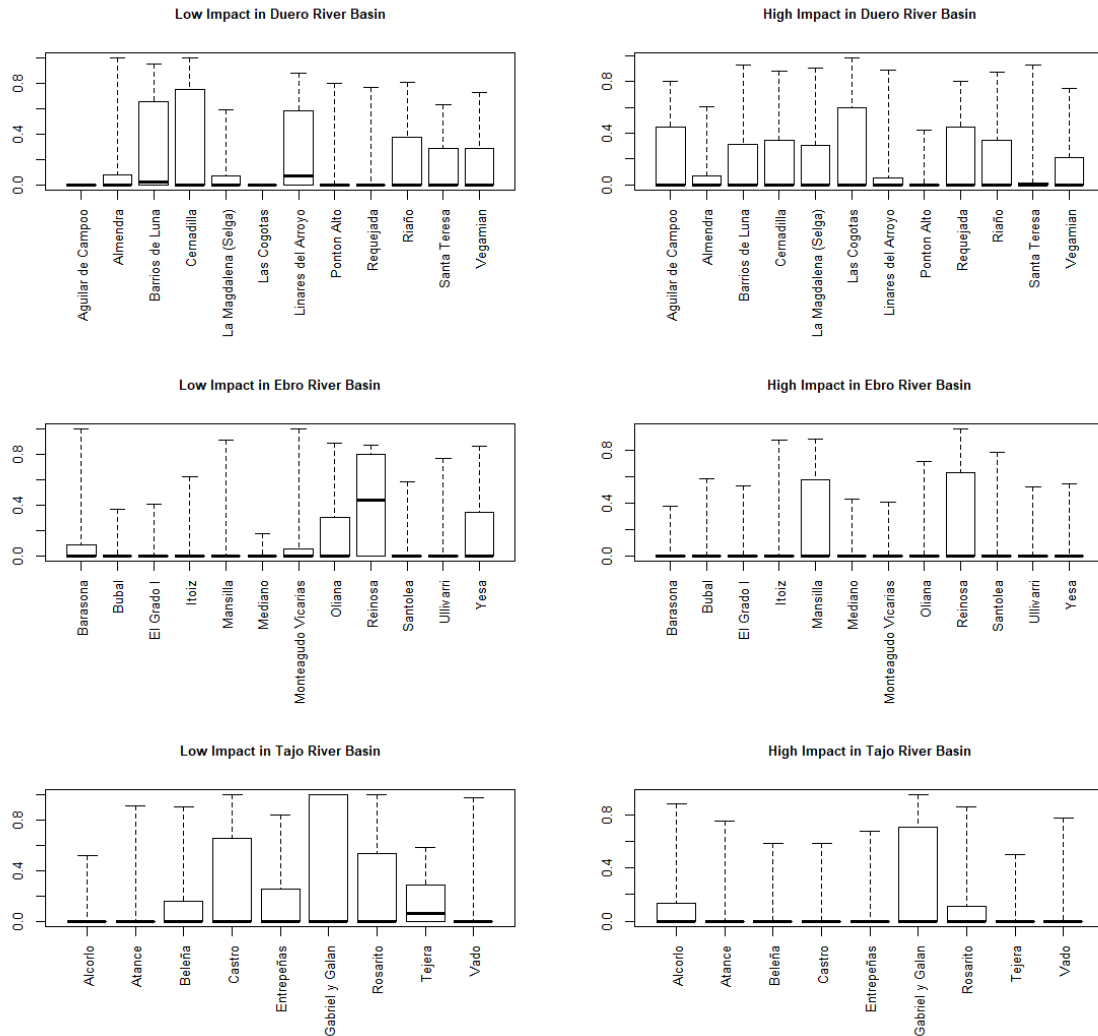 Low Impact in Duero River Basin
0.0 0.4 0.8
Aguilar de Campoo
Almendra
Barrios de Luna
Cernadilla
La Magdalena (Selga)
Las Cogotas
Linares del Arroyo
Ponton Alto
Requejada
Riaño
Santa Teresa
Vegamian
High Impact in Duero River Basin
0.0 0.4 0.8
Aguilar de Campoo
Almendra
Barrios de Luna
Cernadilla
La Magdalena (Selga)
Las Cogotas
Linares del Arroyo
Ponton Alto
Requejada
Riaño
Santa Teresa
Vegamian
Low Impact in Ebro River Basin
0.0 0.4 0.8
Barasona
Bubal
El Grado I
Itoiz
Mansilla
Mediano
Monteagudo Vicarias
Oliana
Reinosa
Santolea
Ullivarri
Yesa
High Impact in Ebro River Basin
0.0 0.4 0.8
Barasona
Bubal
El Grado I
Itoiz
Mansilla
Mediano
Monteagudo Vicarias
Oliana
Reinosa
Santolea
Ullivarri
Yesa
Low Impact in Tajo River Basin
0.0 0.4 0.8
Alcorlo
Atance
Beleña
Castro
Entrepeñas
Gabriel y Galan
Rosarito
Tejera
Vado
High Impact in Tajo River Basin
0.0 0.4 0.8
Alcorlo
Atance
Beleña
Castro
Entrepeñas
Gabriel y Galan
Rosarito
Tejera
Vado